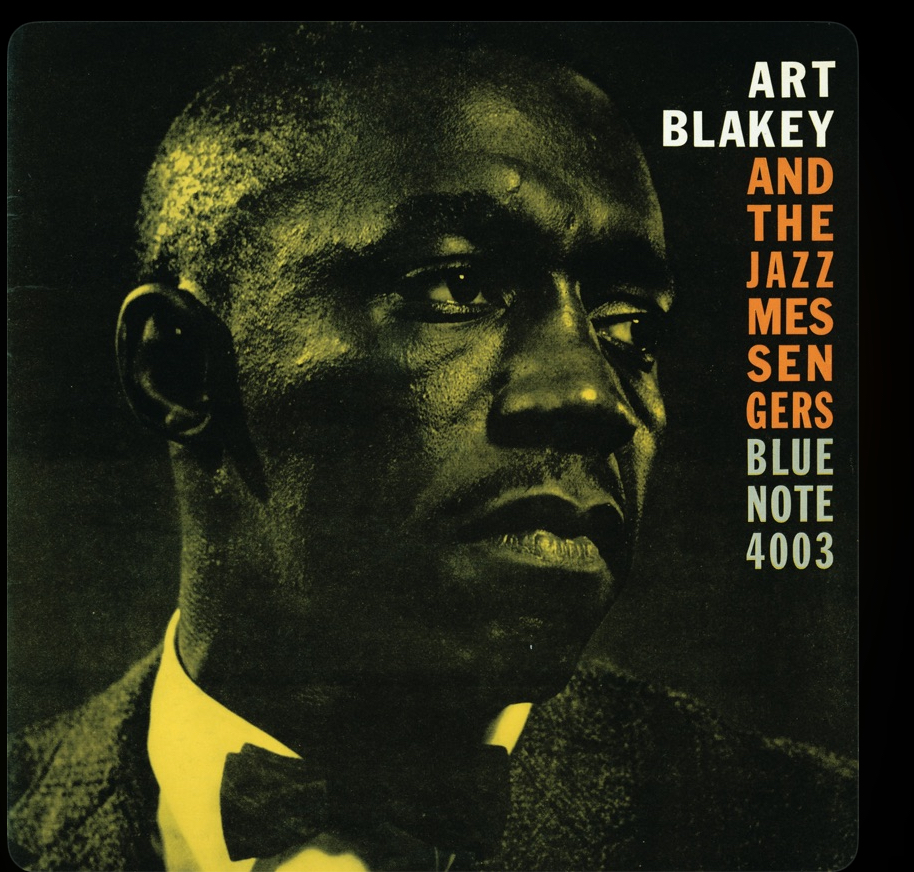 ART
BLAKEY
AND
THE
JAZZ
MES
SEN
GERS
BLUE
NOTE
4003